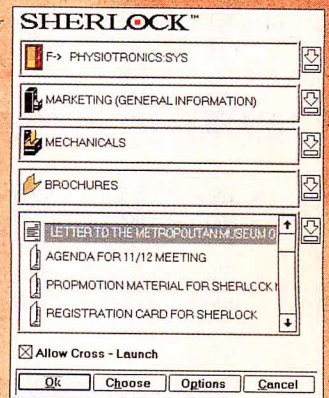 SHERLOCK™
F-> PHYSIOTRONICS:SYS
MARKETING (GENERAL INFORMATION)
MECHANICALS
BROCHURES
LETTER TO THE METROPOLITAN MUSEUM O
AGENDA FOR 11/12 MEETING
PROPMOTION MATERIAL FOR SHERLOCK
REGISTRATION CARD FOR SHERLOCK
Allow Cross - Launch
Ok Choose Options Cancel